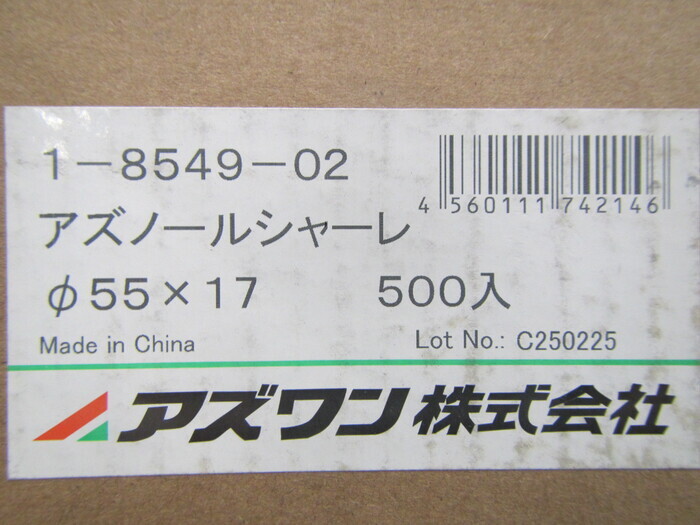 1-8549-02
4 560111 742146
アズノールシャーレ
φ55×17 500入
Made in China Lot No.: C250225
アズワン株式会社